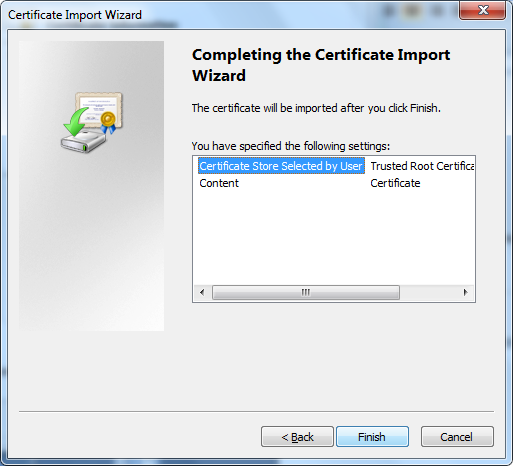 Certificate Import Wizard
Completing the Certificate Import
Wizard
The certificate will be imported after you click Finish.
You have specified the following settings:
Certificate Store Selected by User Trusted Root Certifica
Content Certificate
< Back Finish Cancel